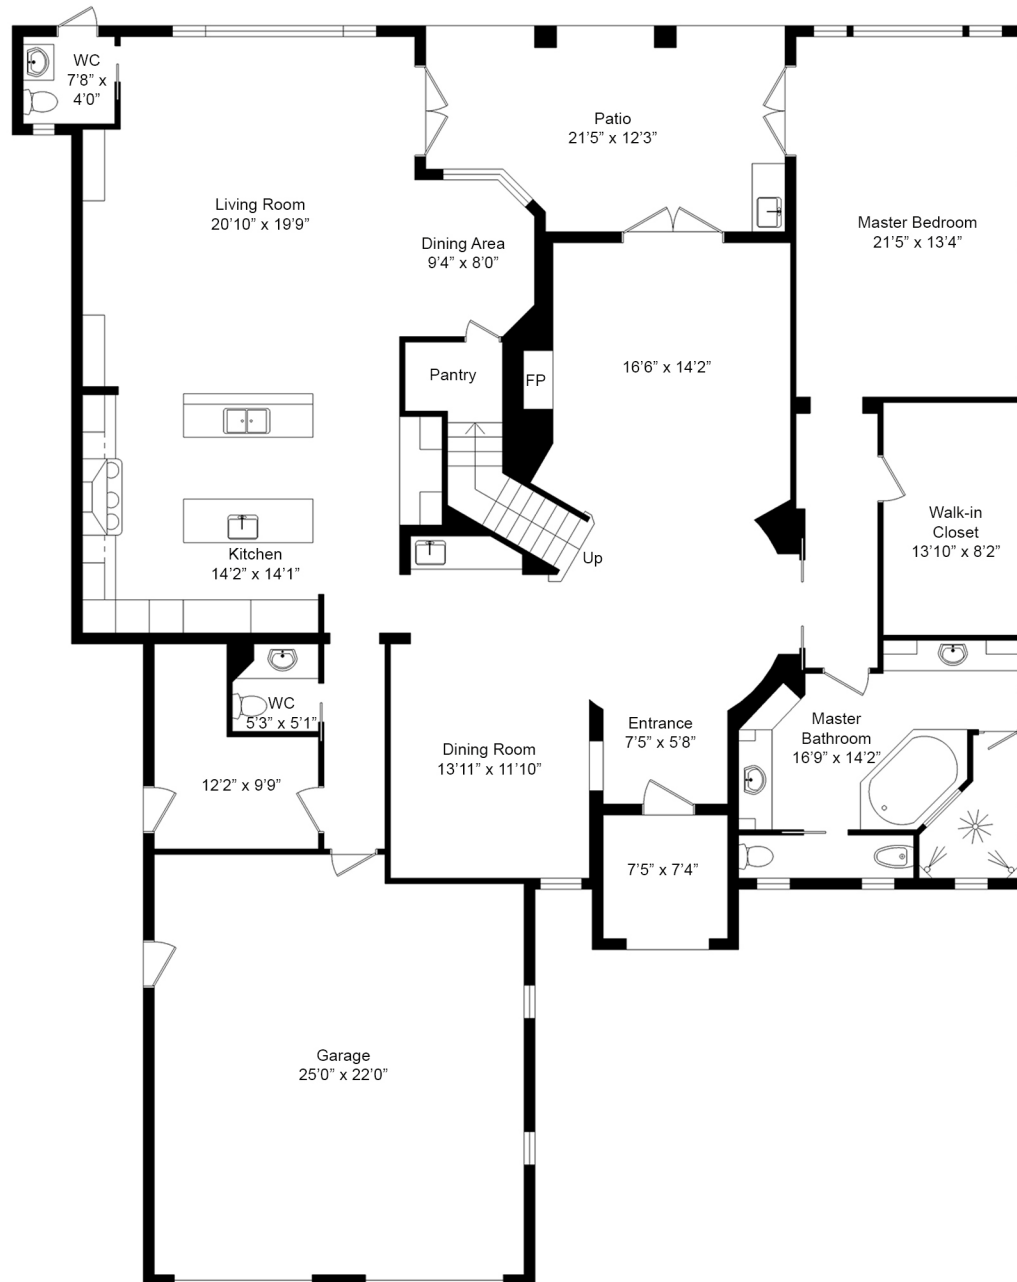 WC
7’8” x
4’0”
Patio
21’5” x 12’3”
Living Room
20’10” x 19’9”
Dining Area
9’4” x 8’0”
Master Bedroom
21’5” x 13’4”
Pantry
FP
16’6” x 14’2”
Walk-in
Closet
13’10” x 8’2”
Kitchen
14’2” x 14’1”
Up
WC
5’3” x 5’1”
12’2” x 9’9”
Dining Room
13’11” x 11’10”
Entrance
7’5” x 5’8”
Master
Bathroom
16’9” x 14’2”
7’5” x 7’4”
Garage
25’0” x 22’0”